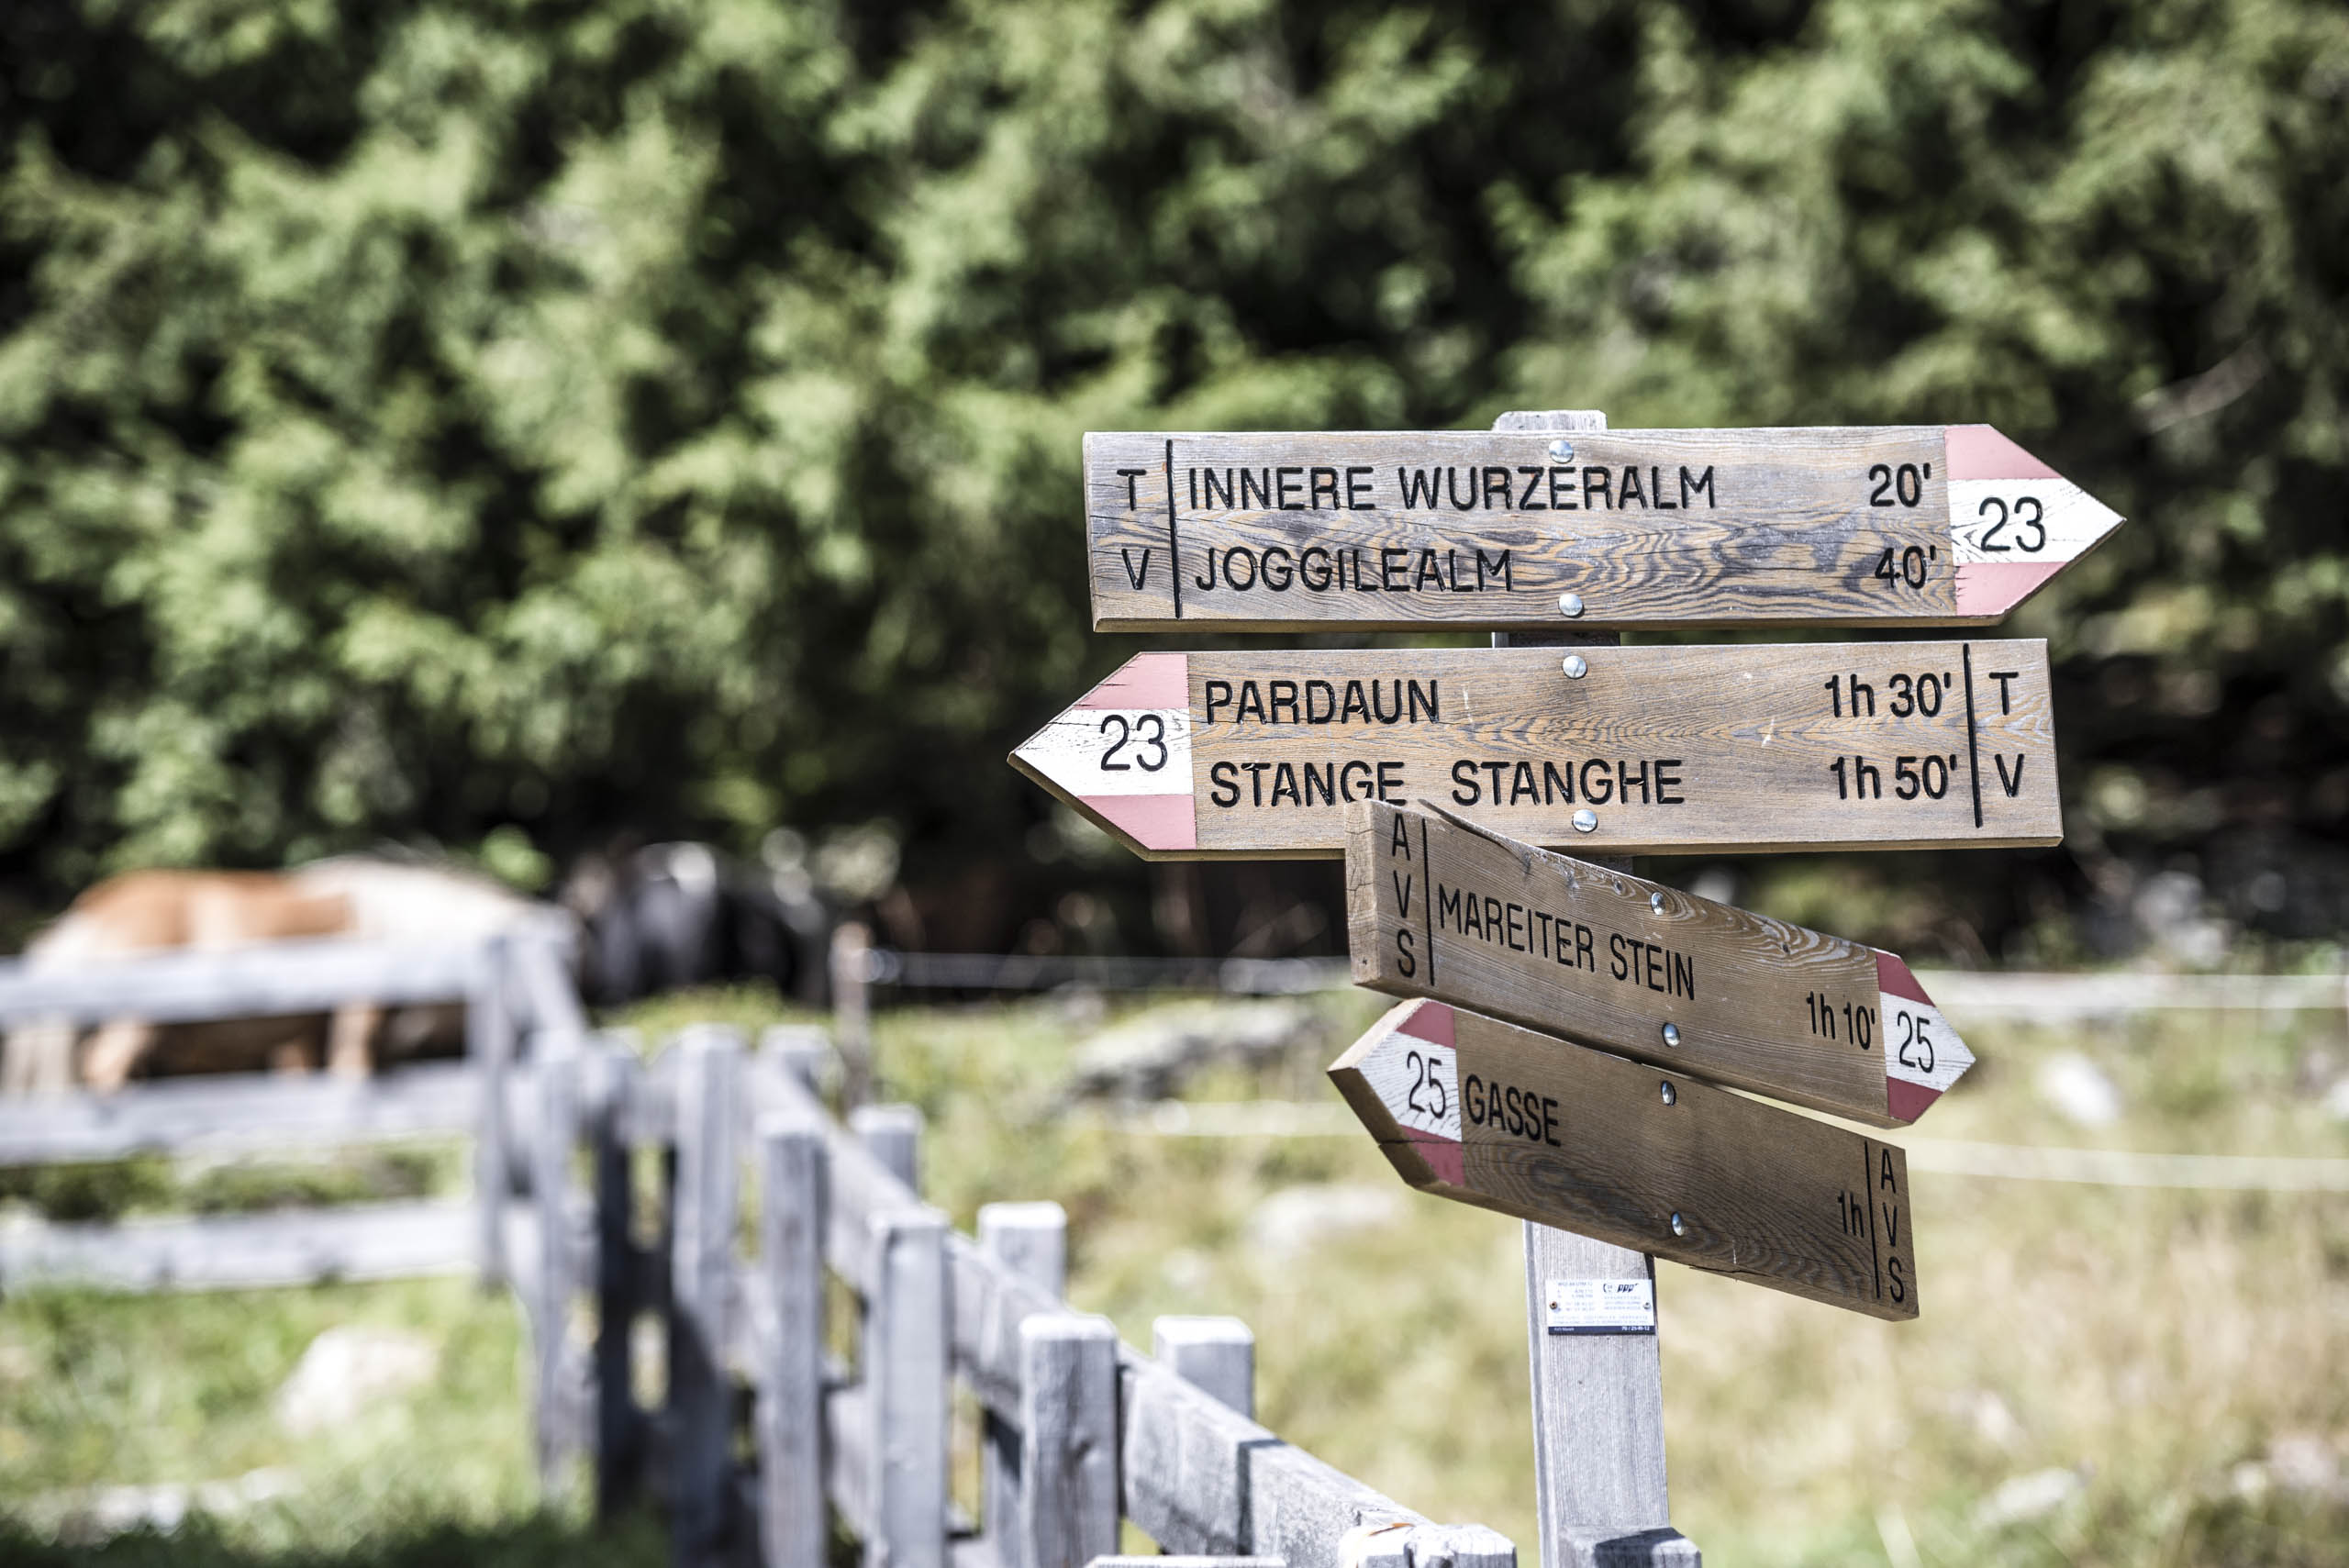 T INNERE WURZERALM 20' 23
V JOGGILEALM 40'
23 PARDAUN 1h 30' T
STANGE STANGHE 1h 50' V
A
V MAREITER STEIN
S 1h 10' 25
25 GASSE A
1h V
S